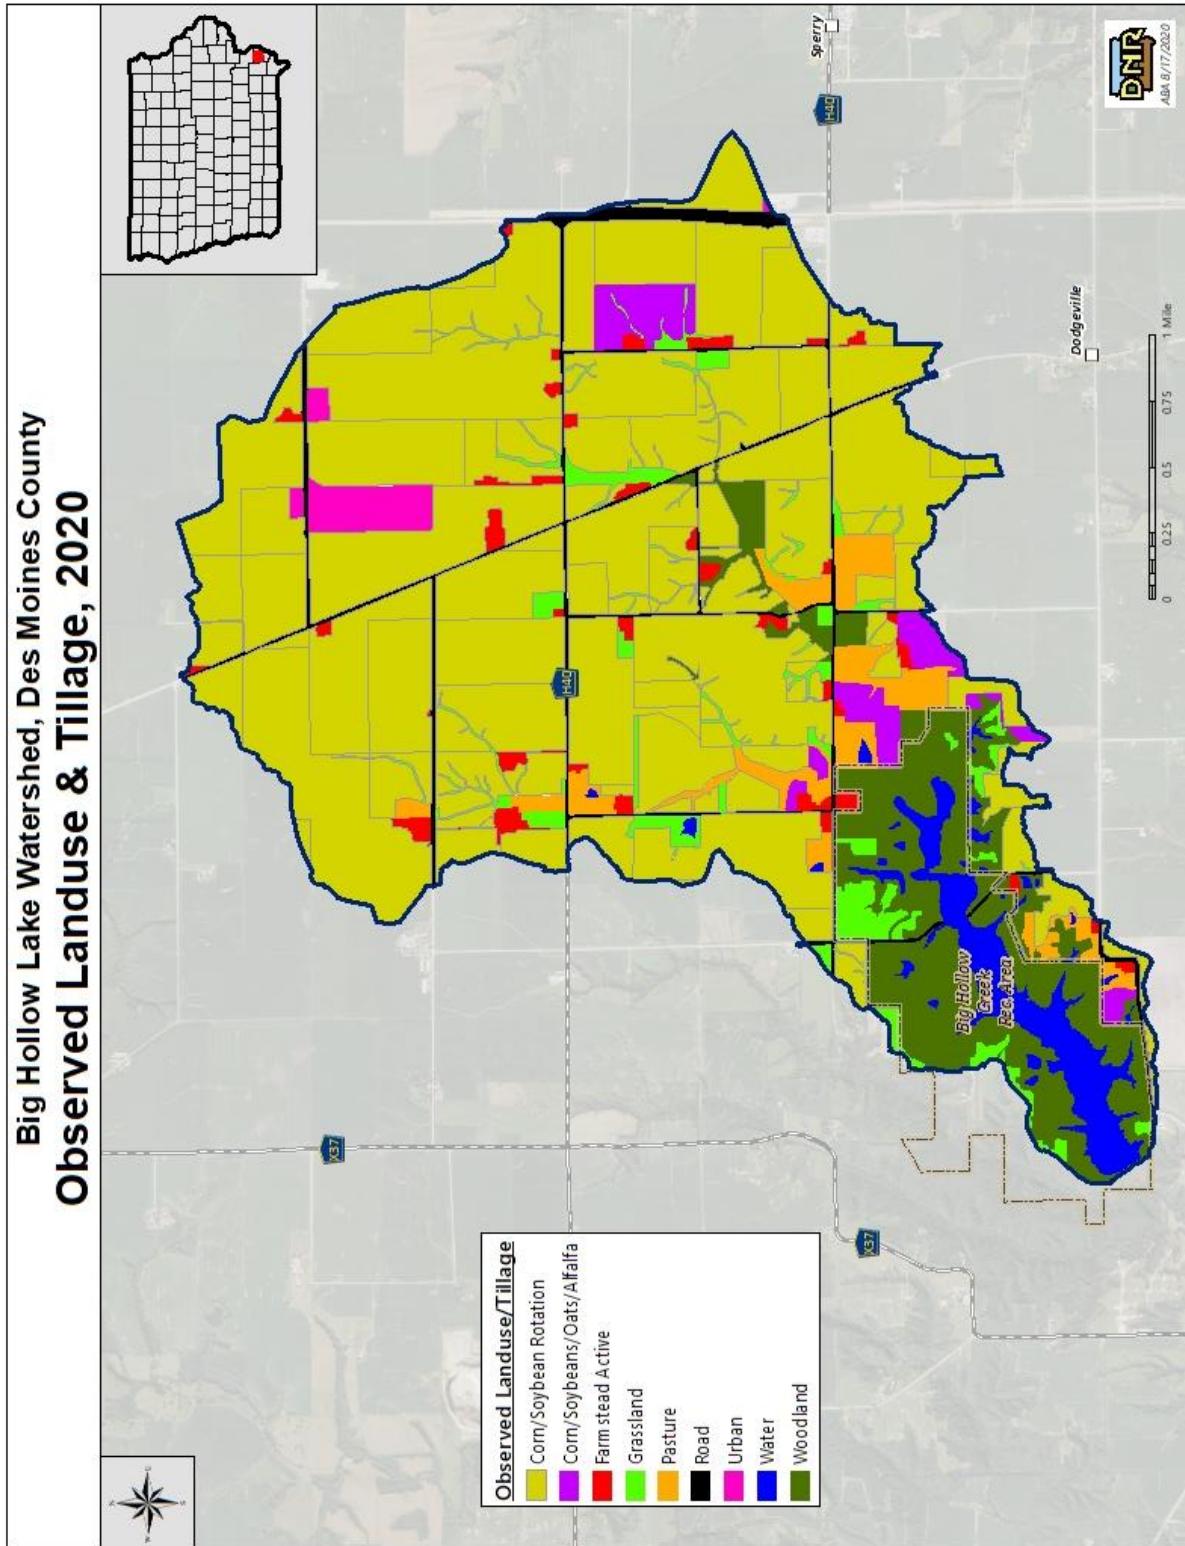 Big Hollow Lake Watershed, Des Moines County
Observed Landuse & Tillage, 2020
N
E
S
W
X37
H40
H40
Sperry
X37
Big Hollow
Creek
Rec. Area
Dodgeville
Observed Landuse/Tillage
Corn/Soybean Rotation
Corn/Soybeans/Oats/Alfalfa
Farmstead Active
Grassland
Pasture
Road
Urban
Water
Woodland
0 0.25 0.5 0.75 1 Mile
DNR
ABA 8/17/2020